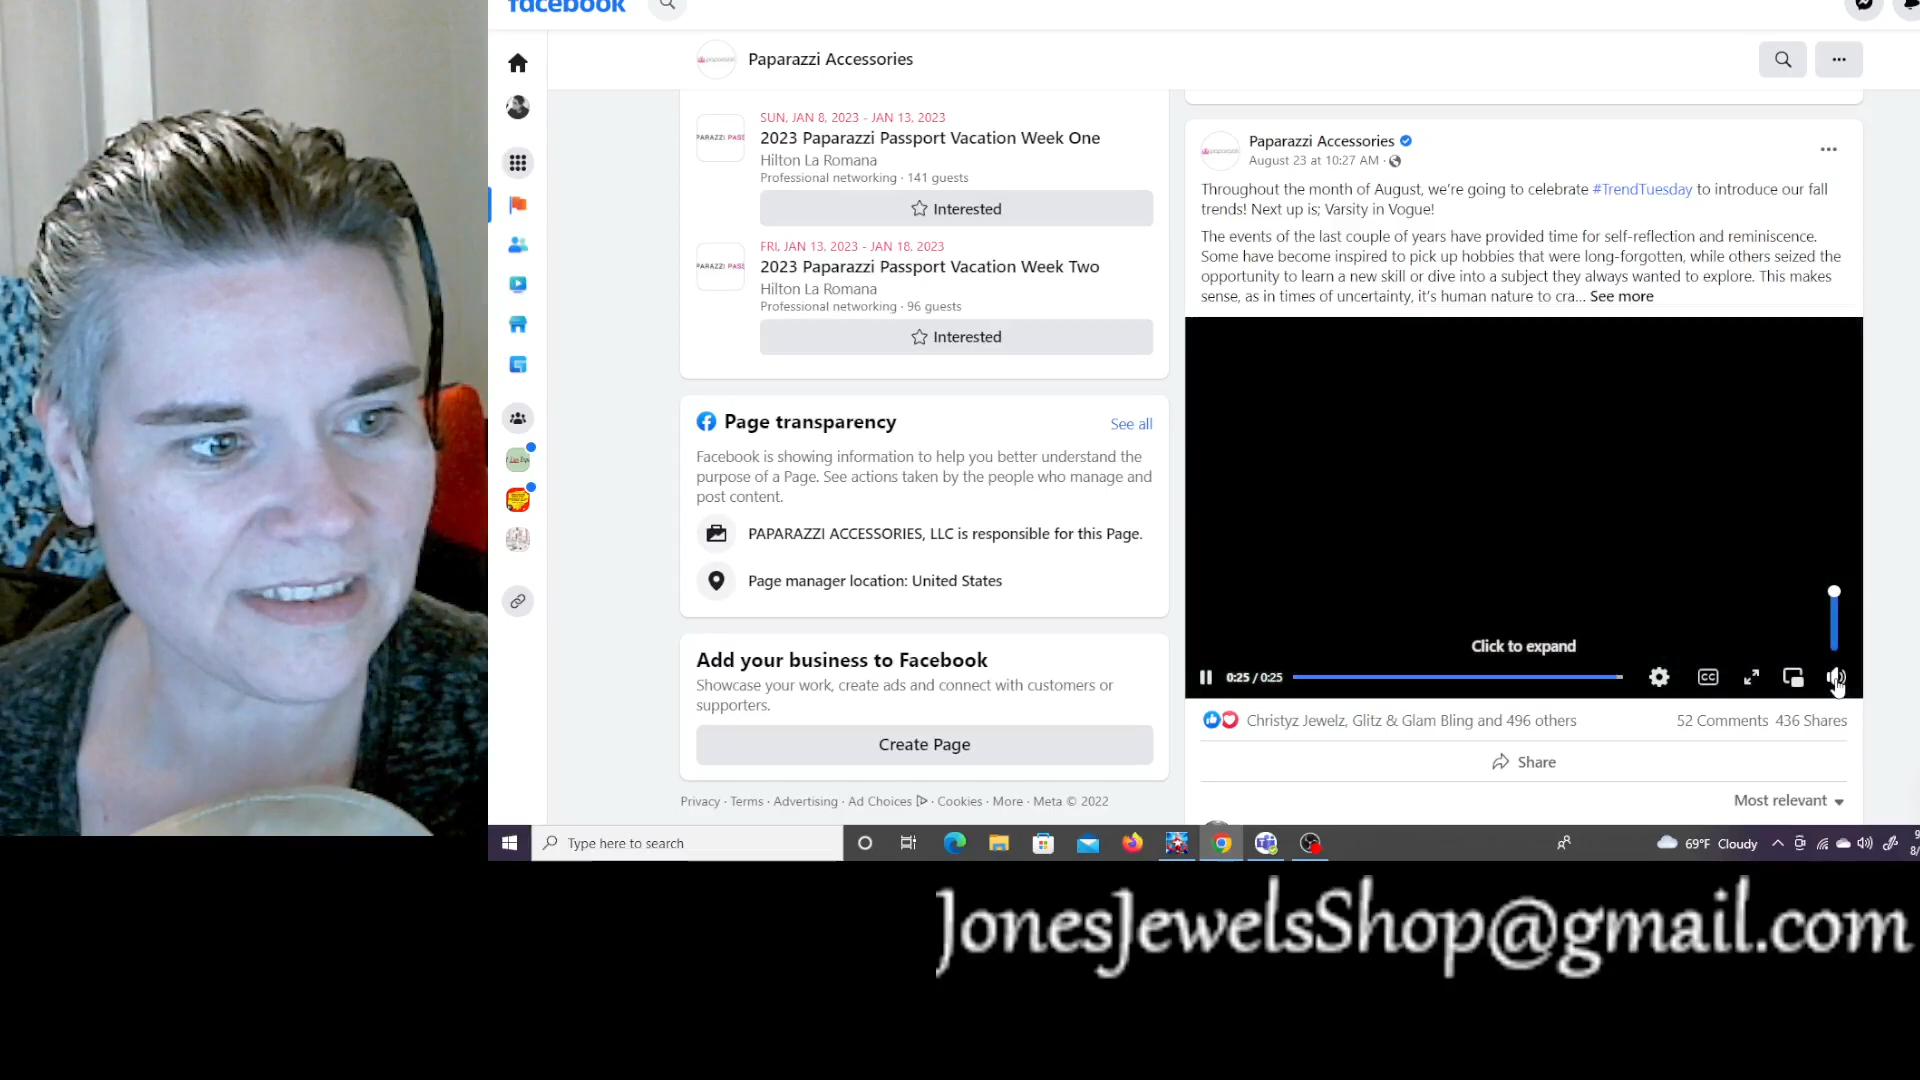 facebook
Paparazzi Accessories
SUN, JAN 8, 2023 - JAN 13, 2023
2023 Paparazzi Passport Vacation Week One
Hilton La Romana
Professional networking · 141 guests
Interested
FRI, JAN 13, 2023 - JAN 18, 2023
2023 Paparazzi Passport Vacation Week Two
Hilton La Romana
Professional networking · 96 guests
Interested
Page transparency
See all
Facebook is showing information to help you better understand the
purpose of a Page. See actions taken by the people who manage and
post content.
PAPARAZZI ACCESSORIES, LLC is responsible for this Page.
Page manager location: United States
Add your business to Facebook
Showcase your work, create ads and connect with customers or
supporters.
Create Page
Privacy · Terms · Advertising · Ad Choices · Cookies · More · Meta © 2022
Paparazzi Accessories
August 23 at 10:27 AM ·
Throughout the month of August, we're going to celebrate #TrendTuesday to introduce our fall
trends! Next up is; Varsity in Vogue!
The events of the last couple of years have provided time for self-reflection and reminiscence.
Some have become inspired to pick up hobbies that were long-forgotten, while others seized the
opportunity to learn a new skill or dive into a subject they always wanted to explore. This makes
sense, as in times of uncertainty, it's human nature to cra... See more
Click to expand
0:25 / 0:25
CC
Christyz Jewelz, Glitz & Glam Bling and 496 others
52 Comments 436 Shares
Share
Most relevant
Type here to search
69°F Cloudy
JonesJewelsShop@gmail.com